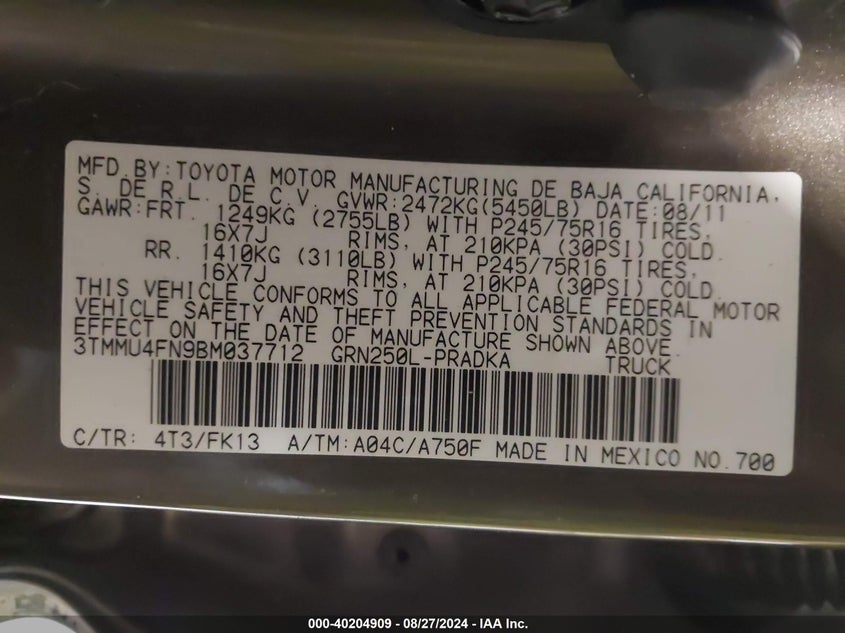 MFD.BY:TOYOTA MOTOR MANUFACTURING DE BAJA CALIFORNIA,
S. DE R.L. DE C.V. GVWR:2472KG(5450LB) DATE:08/11
GAWR:FRT. 1249KG (2755LB) WITH P245/75R16 TIRES,
16X7J RIMS, AT 210KPA (30PSI) COLD.
RR. 1410KG (3110LB) WITH P245/75R16 TIRES,
16X7J RIMS, AT 210KPA (30PSI) COLD.
THIS VEHICLE CONFORMS TO ALL APPLICABLE FEDERAL MOTOR
VEHICLE SAFETY AND THEFT PREVENTION STANDARDS IN
EFFECT ON THE DATE OF MANUFACTURE SHOWN ABOVE.
3TMMU4FN9BM037712 GRN250L-PRADKA TRUCK
C/TR: 4T3/FK13 A/TM:A04C/A750F MADE IN MEXICO NO.700
000-40204909 - 08/27/2024 - IAA Inc.